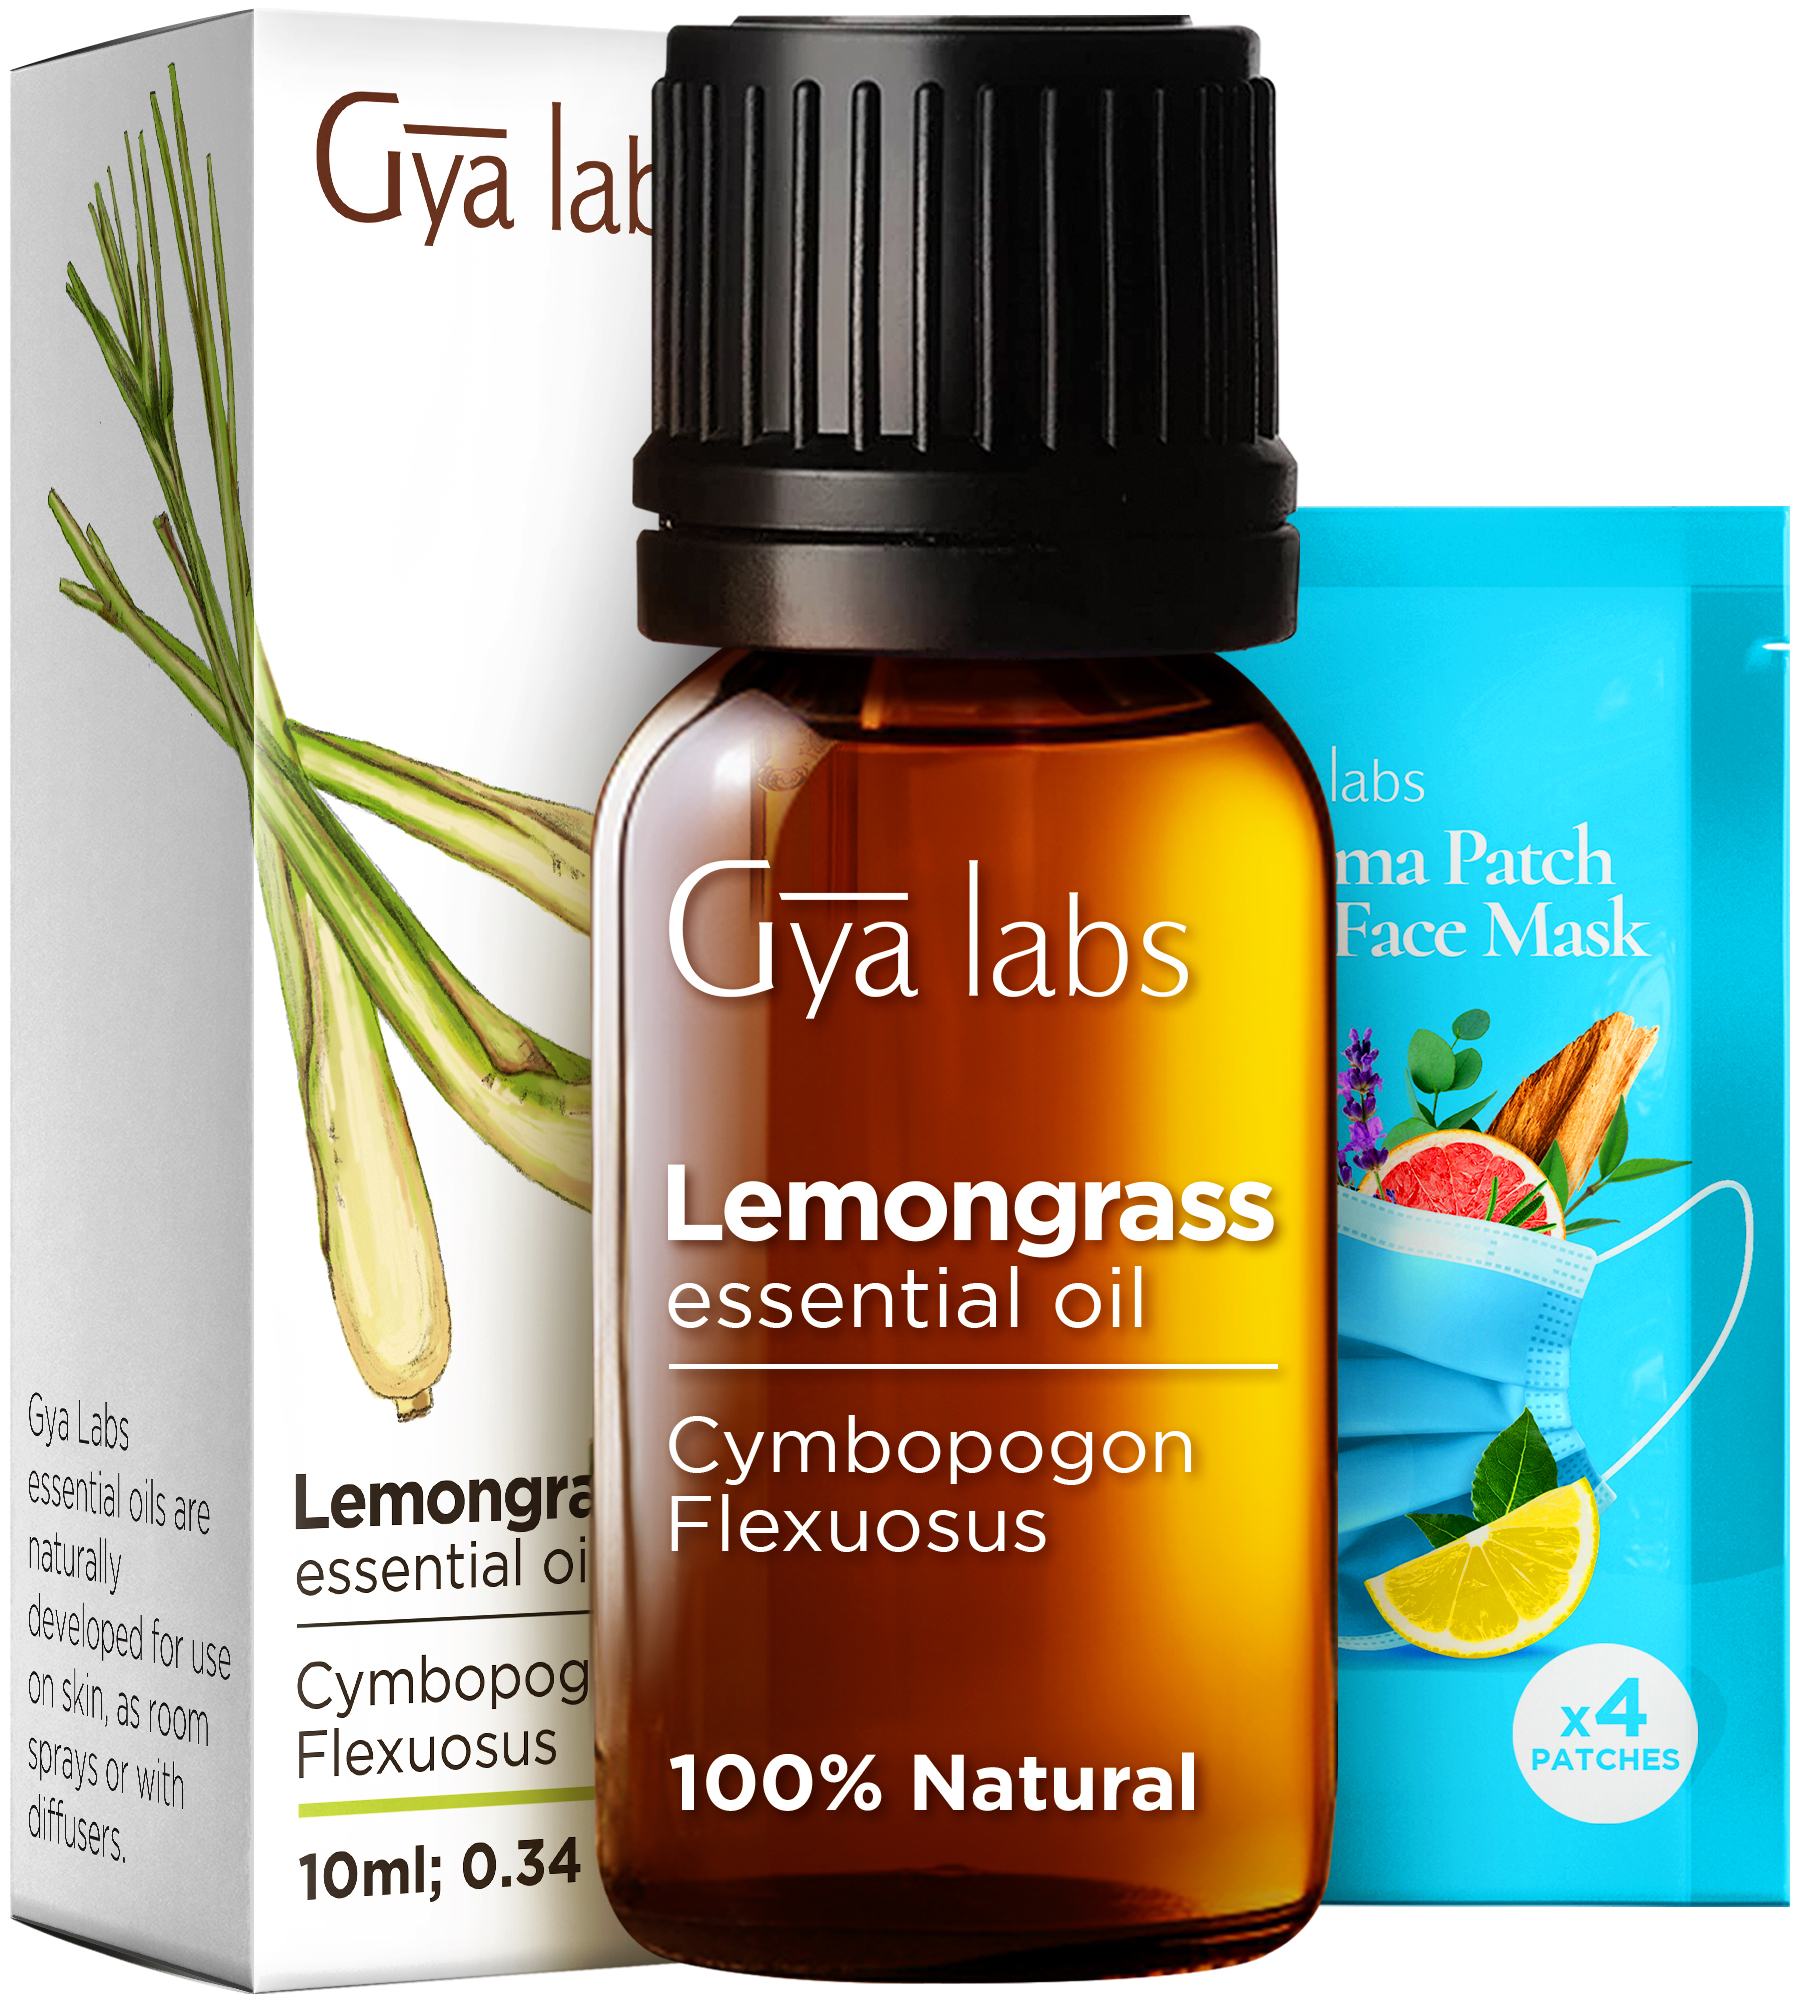 Gya lab
Gya Labs
essential oils are
naturally
developed for use
on skin, as room
sprays or with
diffusers.
Lemongra
essential oi
Cymbopog
Flexuosus
10ml; 0.34
Gya labs
Lemongrass
essential oil
Cymbopogon
Flexuosus
100% Natural
labs
ma Patch
Face Mask
x4
PATCHES